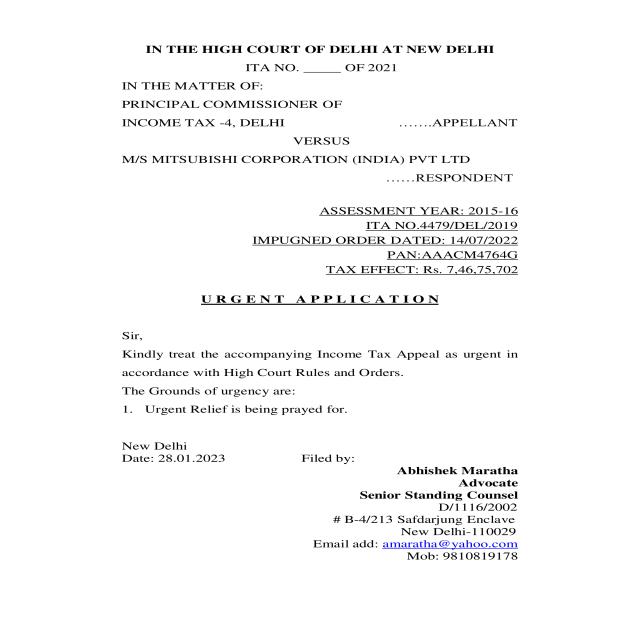 IN THE HIGH COURT OF DELHI AT NEW DELHI
ITA NO. _____ OF 2021
IN THE MATTER OF:
PRINCIPAL COMMISSIONER OF
INCOME TAX -4, DELHI …….APPELLANT
VERSUS
M/S MITSUBISHI CORPORATION (INDIA) PVT LTD
……RESPONDENT
ASSESSMENT YEAR: 2015-16
ITA NO.4479/DEL/2019
IMPUGNED ORDER DATED: 14/07/2022
PAN:AAACM4764G
TAX EFFECT: Rs. 7,46,75,702
URGENT APPLICATION
Sir,
Kindly treat the accompanying Income Tax Appeal as urgent in
accordance with High Court Rules and Orders.
The Grounds of urgency are:
1. Urgent Relief is being prayed for.
New Delhi
Date: 28.01.2023 Filed by:
Abhishek Maratha
Advocate
Senior Standing Counsel
D/1116/2002
# B-4/213 Safdarjung Enclave
New Delhi-110029
Email add: amaratha@yahoo.com
Mob: 9810819178